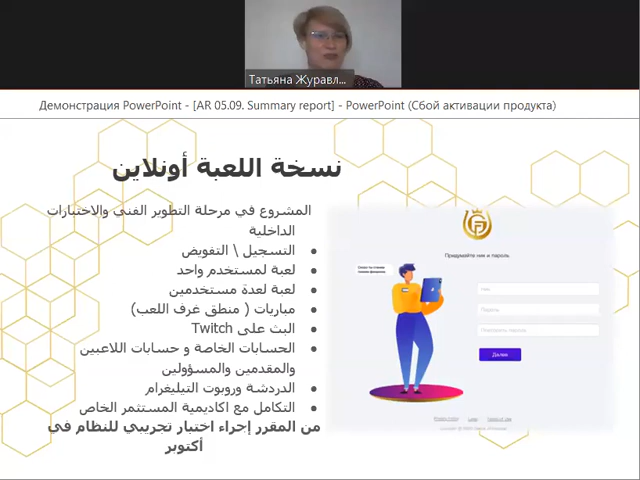 Татьяна Журавл...
Демонстрация PowerPoint - [AR 05.09. Summary report] - PowerPoint (Сбой активации продукта)
نسخة اللعبة أونلاين
المشروع في مرحلة التطوير الفني والاختبارات
الداخلية
التسجيل \ التفويض
لعبة لمستخدم واحد
لعبة لعدة مستخدمين
مباريات ( منطق غرف اللعب)
البث على Twitch
الحسابات الخاصة و حسابات اللاعبين
والمقدمين والمسؤولين
الدردشة وروبوت التيليغرام
التكامل مع اكاديمية المستثمر الخاص
من المقرر إجراء اختبار تجريبي للنظام في
أكتوبر
Придумайте ник и пароль
Ник
Пароль
Далее